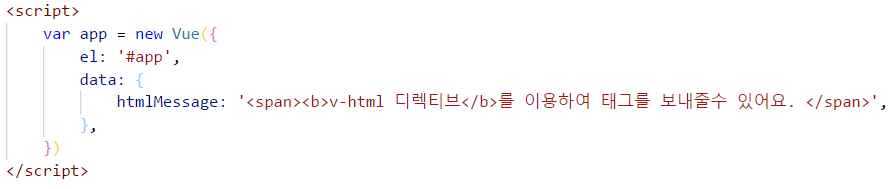 <script>
var app = new Vue({
el: '#app',
data: {
htmlMessage: '<span><b>v-html 디렉티브</b>를 이용하여 태그를 보내줄수 있어요. </span>',
},
})
</script>